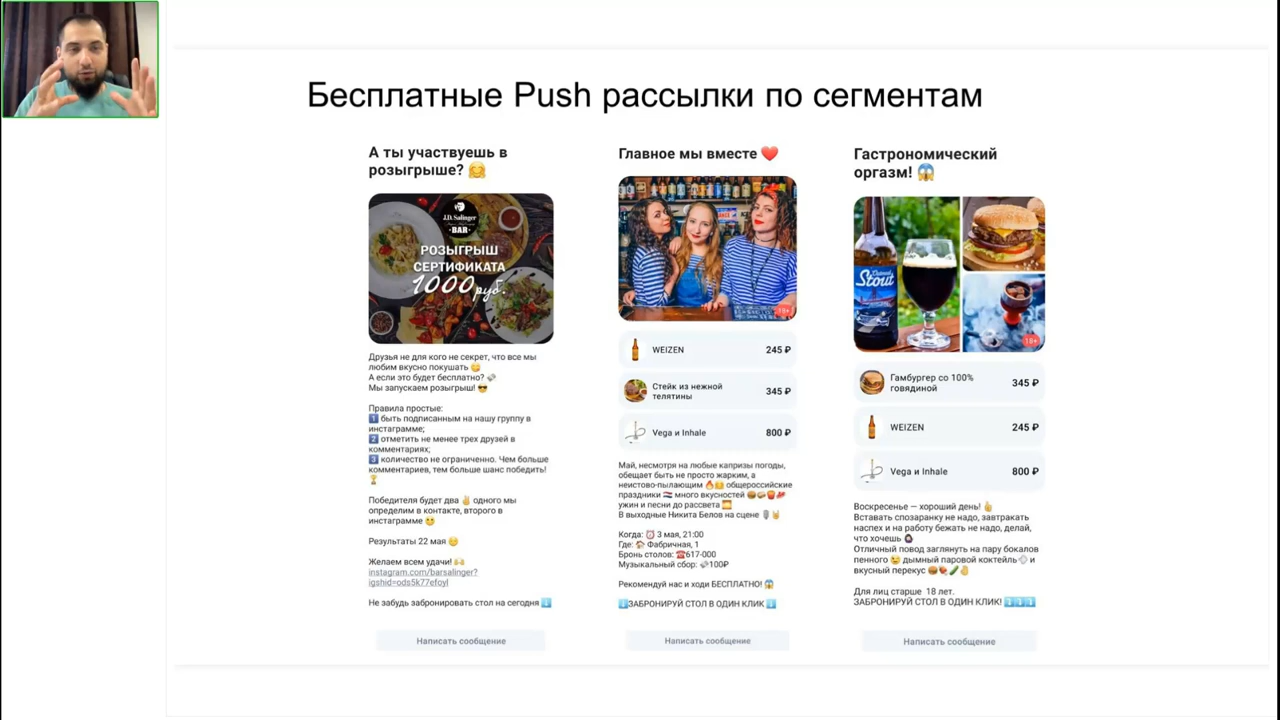 Бесплатные Push рассылки по сегментам
А ты участвуешь в
розыгрыше? 🤗
J.D. Salinger
BAR
РОЗЫГРЫШ
СЕРТИФИКАТА
1000 руб.
Друзья не для кого не секрет, что все мы
любим вкусно покушать 😋
А если это будет бесплатно? 💸
Мы запускаем розыгрыш! 😎
Правила простые:
1️⃣ быть подписанным на нашу группу в
инстаграмме;
2️⃣ отметить не менее трех друзей в
комментариях;
3️⃣ количество не ограниченно. Чем больше
комментариев, тем больше шанс победить!
🏆
Победителя будет два ✌ одного мы
определим в контакте, второго в
инстаграмме 😁
Результаты 22 мая 😊
Желаем всем удачи! 🙌
instagram.com/barsalinger?
igshid=ods5k77efoyl
Не забудь забронировать стол на сегодня ⬇
Написать сообщение
Главное мы вместе ❤
18+
WEIZEN 245 ₽
Стейк из нежной
телятины 345 ₽
Vega и Inhale 800 ₽
Май, несмотря на любые капризы погоды,
обещает быть не просто жарким, а
неистово-пылающим 🔥 общероссийские
праздники 🇷🇺 много вкусностей
ужин и песни до рассвета 🌅
В выходные Никита Белов на сцене 🎙🤘
Когда: ⏰ 3 мая, 21:00
Где: 🏠 Фабричная, 1
Бронь столов: ☎617-000
Музыкальный сбор: 💸100₽
Рекомендуй нас и ходи БЕСПЛАТНО! 😱
⬇ЗАБРОНИРУЙ СТОЛ В ОДИН КЛИК ⬇
Написать сообщение
Гастрономический
оргазм! 😱
Stout
18+
Гамбургер со 100%
говядиной 345 ₽
WEIZEN 245 ₽
Vega и Inhale 800 ₽
Воскресенье — хороший день! 👆
Вставать спозаранку не надо, завтракать
наспех и на работу бежать не надо, делай,
что хочешь
Отличный повод заглянуть на пару бокалов
пенного 😉 дымный паровой коктейль💨 и
вкусный перекус
Для лиц старше 18 лет.
ЗАБРОНИРУЙ СТОЛ В ОДИН КЛИК! ⬇⬇⬇
Написать сообщение